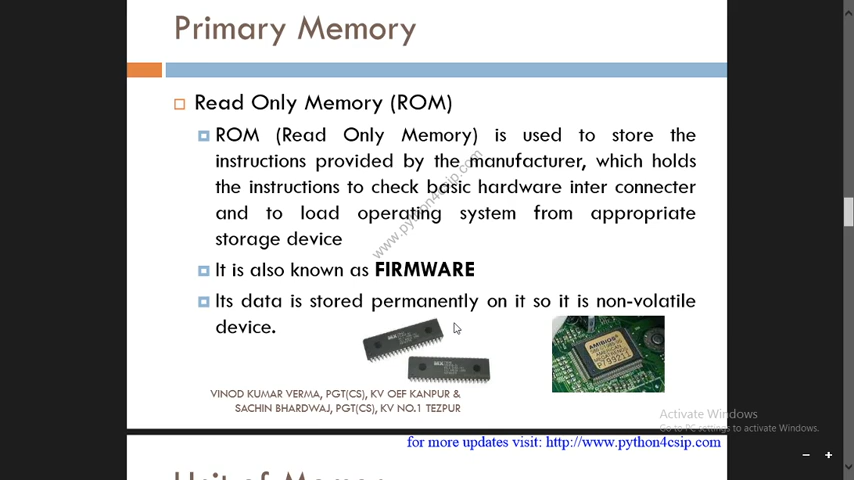 Primary Memory
Read Only Memory (ROM)
ROM (Read Only Memory) is used to store the
instructions provided by the manufacturer, which holds
the instructions to check basic hardware inter connecter
and to load operating system from appropriate
storage device
www.python4csip.com
It is also known as FIRMWARE
Its data is stored permanently on it so it is non-volatile
device.
AMIBIOS
AMERICAN
MEGATRENDS
VINOD KUMAR VERMA, PGT(CS), KV OEF KANPUR &
SACHIN BHARDWAJ, PGT(CS), KV NO.1 TEZPUR
Activate Windows
Go to PC settings to activate Windows.
for more updates visit: http://www.python4csip.com